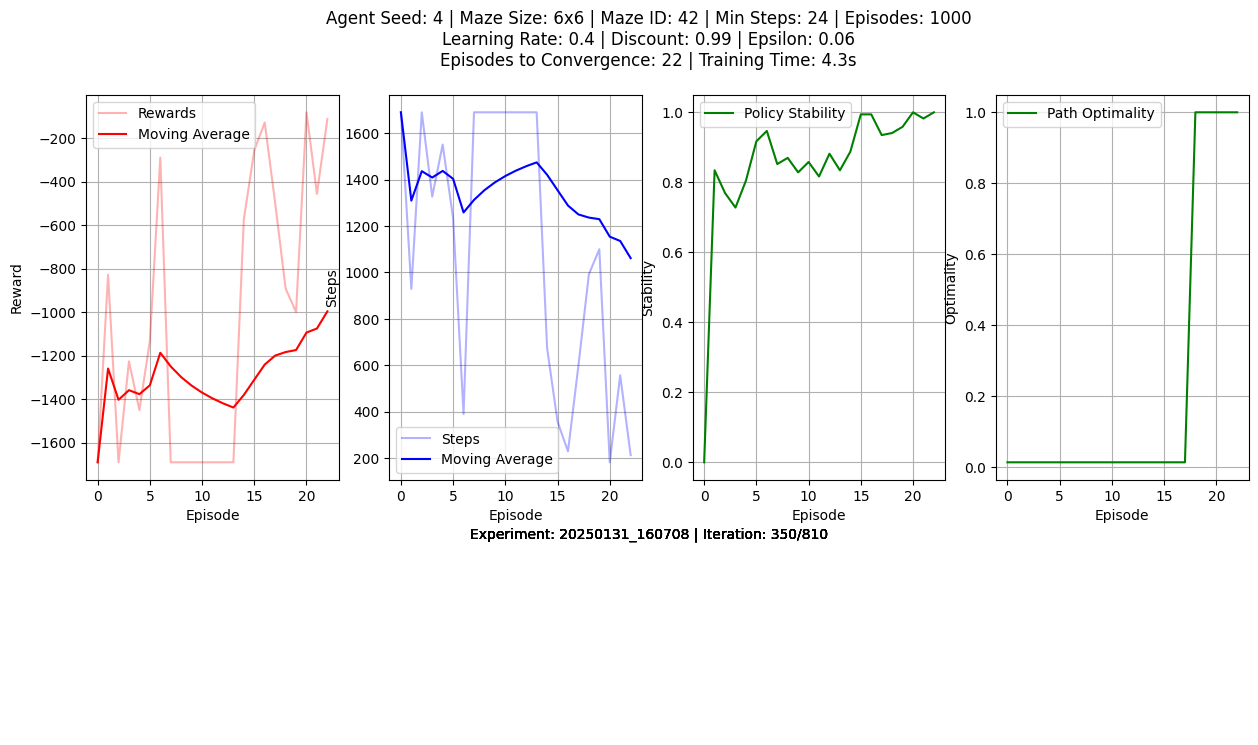 Agent Seed: 4 | Maze Size: 6x6 | Maze ID: 42 | Min Steps: 24 | Episodes: 1000
Learning Rate: 0.4 | Discount: 0.99 | Epsilon: 0.06
Episodes to Convergence: 22 | Training Time: 4.3s
Rewards
Moving Average
−200
−400
−600
−800
−1000
−1200
−1400
−1600
Reward
0 5 10 15 20
Episode
1600
1400
1200
1000
800
600
400
200
Steps
Steps
Moving Average
0 5 10 15 20
Episode
Policy Stability
1.0
0.8
0.6
0.4
0.2
0.0
Stability
0 5 10 15 20
Episode
Path Optimality
1.0
0.8
0.6
0.4
0.2
0.0
Optimality
0 5 10 15 20
Episode
Experiment: 20250131_160708 | Iteration: 350/810